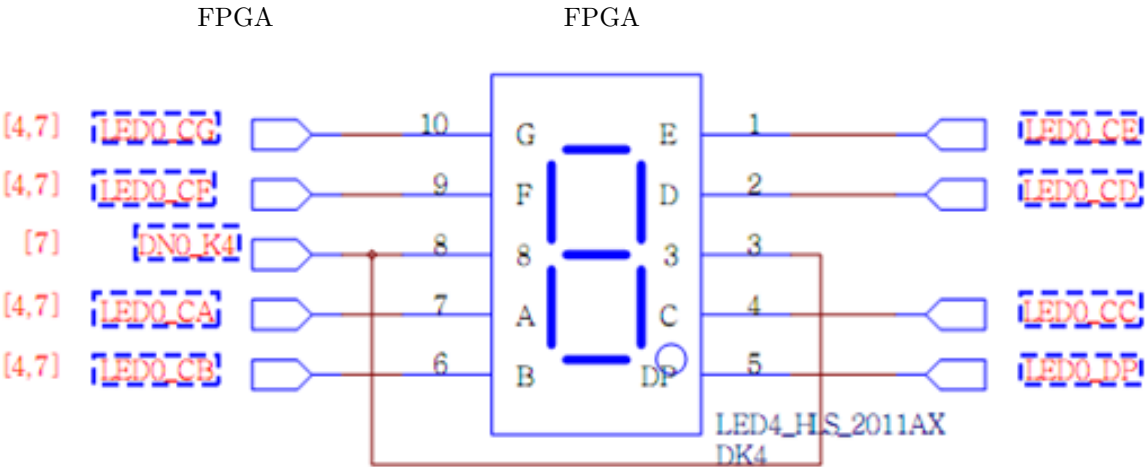 FPGA FPGA
[4,7] LED0_CG 10 G E 1 LED0_CE
[4,7] LED0_CF 9 F D 2 LED0_CD
[7] DN0_K4 8 8 3 3
[4,7] LED0_CA 7 A C 4 LED0_CC
[4,7] LED0_CB 6 B DP 5 LED0_DP
LED4_HLS_2011AX
DK4